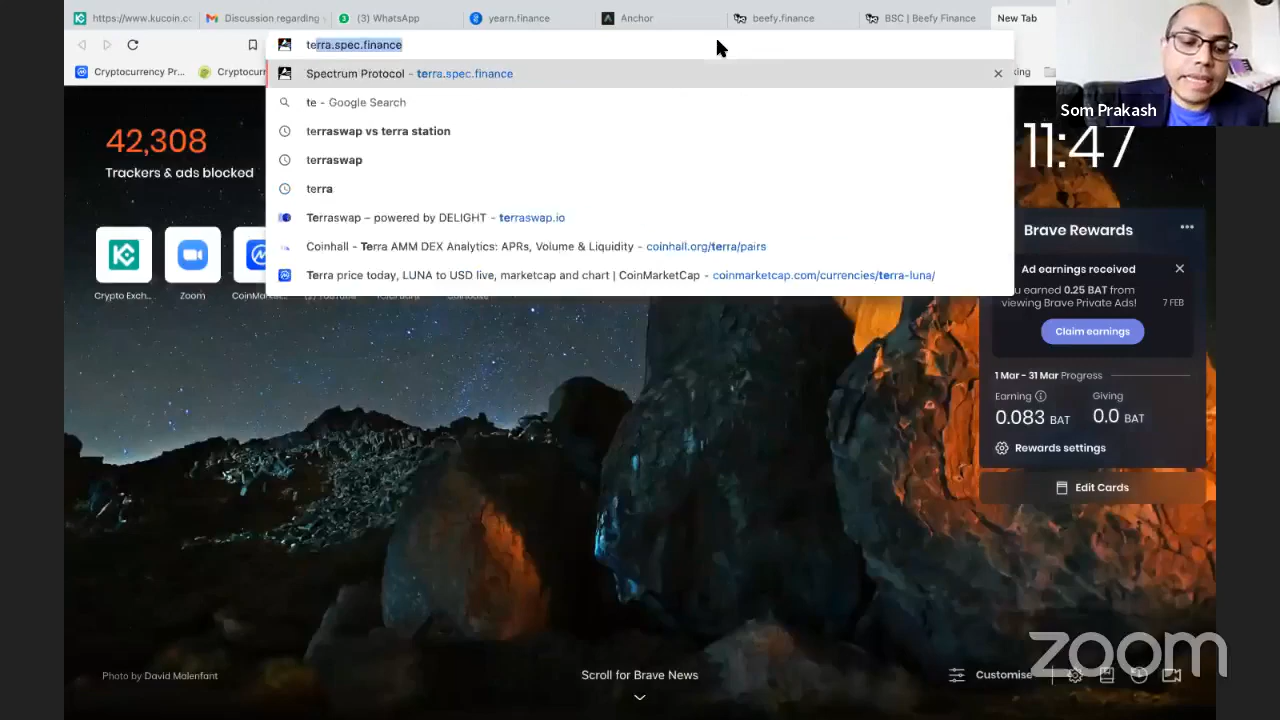 https://www.kucoin.c
Discussion regarding
(3) WhatsApp
yearn.finance
Anchor
beefy.finance
BSC | Beefy Finance
New Tab
terra.spec.finance
Cryptocurrency Pr...
Cryptocur
king
Spectrum Protocol - terra.spec.finance
te - Google Search
terraswap vs terra station
terraswap
terra
Terraswap – powered by DELIGHT - terraswap.io
Coinhall - Terra AMM DEX Analytics: APRs, Volume & Liquidity - coinhall.org/terra/pairs
Terra price today, LUNA to USD live, marketcap and chart | CoinMarketCap - coinmarketcap.com/currencies/terra-luna/
Som Prakash
42,308
Trackers & ads blocked
11:47
Crypto Exch...
Zoom
CoinMarke...
Brave Rewards
Ad earnings received
You earned 0.25 BAT from
viewing Brave Private Ads!
7 FEB
Claim earnings
1 Mar - 31 Mar Progress
Earning
Giving
0.083 BAT
0.0 BAT
Rewards settings
Edit Cards
Photo by David Malenfant
Scroll for Brave News
Customise
zoom